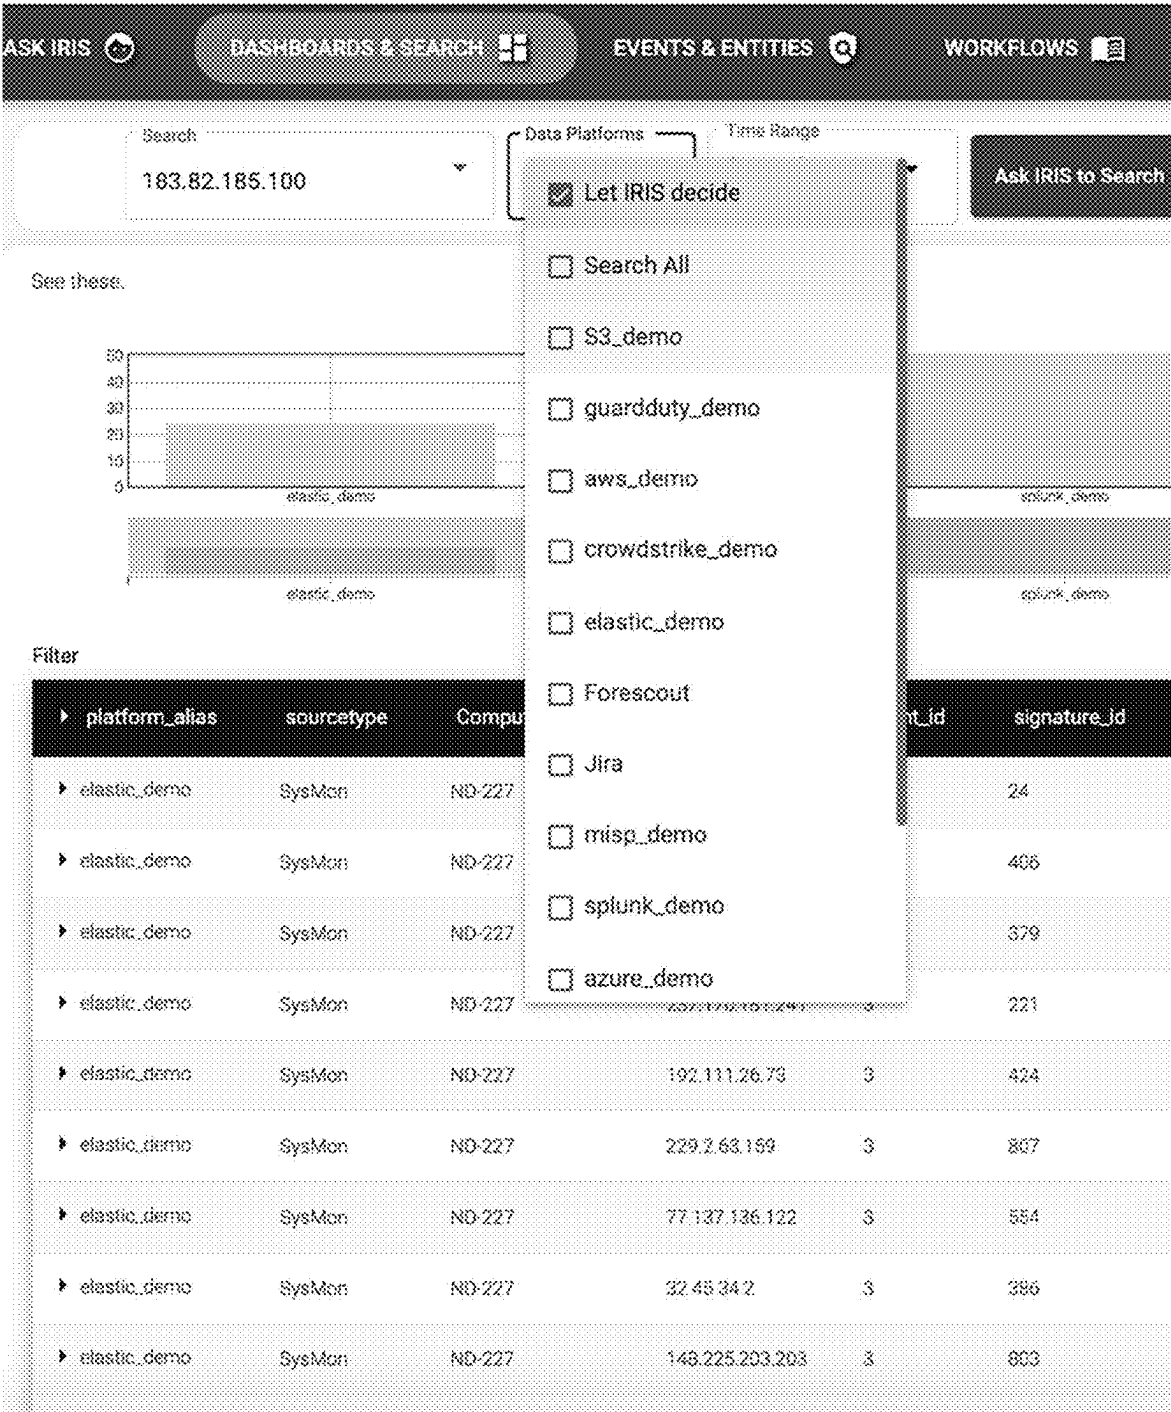 ASK IRIS DASHBOARDS & SEARCH EVENTS & ENTITIES WORKFLOWS
Search Data Platforms Time Range
183.82.185.100 Ask IRIS to Search
Let IRIS decide
Search All
See these.
S3_demo
50
40
30
20
10
0
guardduty_demo
aws_demo
elastic_demo splunk_demo
crowdstrike_demo
elastic_demo splunk_demo
elastic_demo
Filter
Forescout
platform_alias sourcetype Compu t_id signature_id
Jira
elastic_demo SysMon ND-227 24
misp_demo
elastic_demo SysMon ND-227 406
splunk_demo
elastic_demo SysMon ND-227 379
azure_demo
elastic_demo SysMon ND-227 3 221
elastic_demo SysMon ND-227 192.111.26.73 3 424
elastic_demo SysMon ND-227 229.2.63.159 3 807
elastic_demo SysMon ND-227 77.137.136.122 3 554
elastic_demo SysMon ND-227 32.45.34.2 3 386
elastic_demo SysMon ND-227 148.225.203.203 3 803